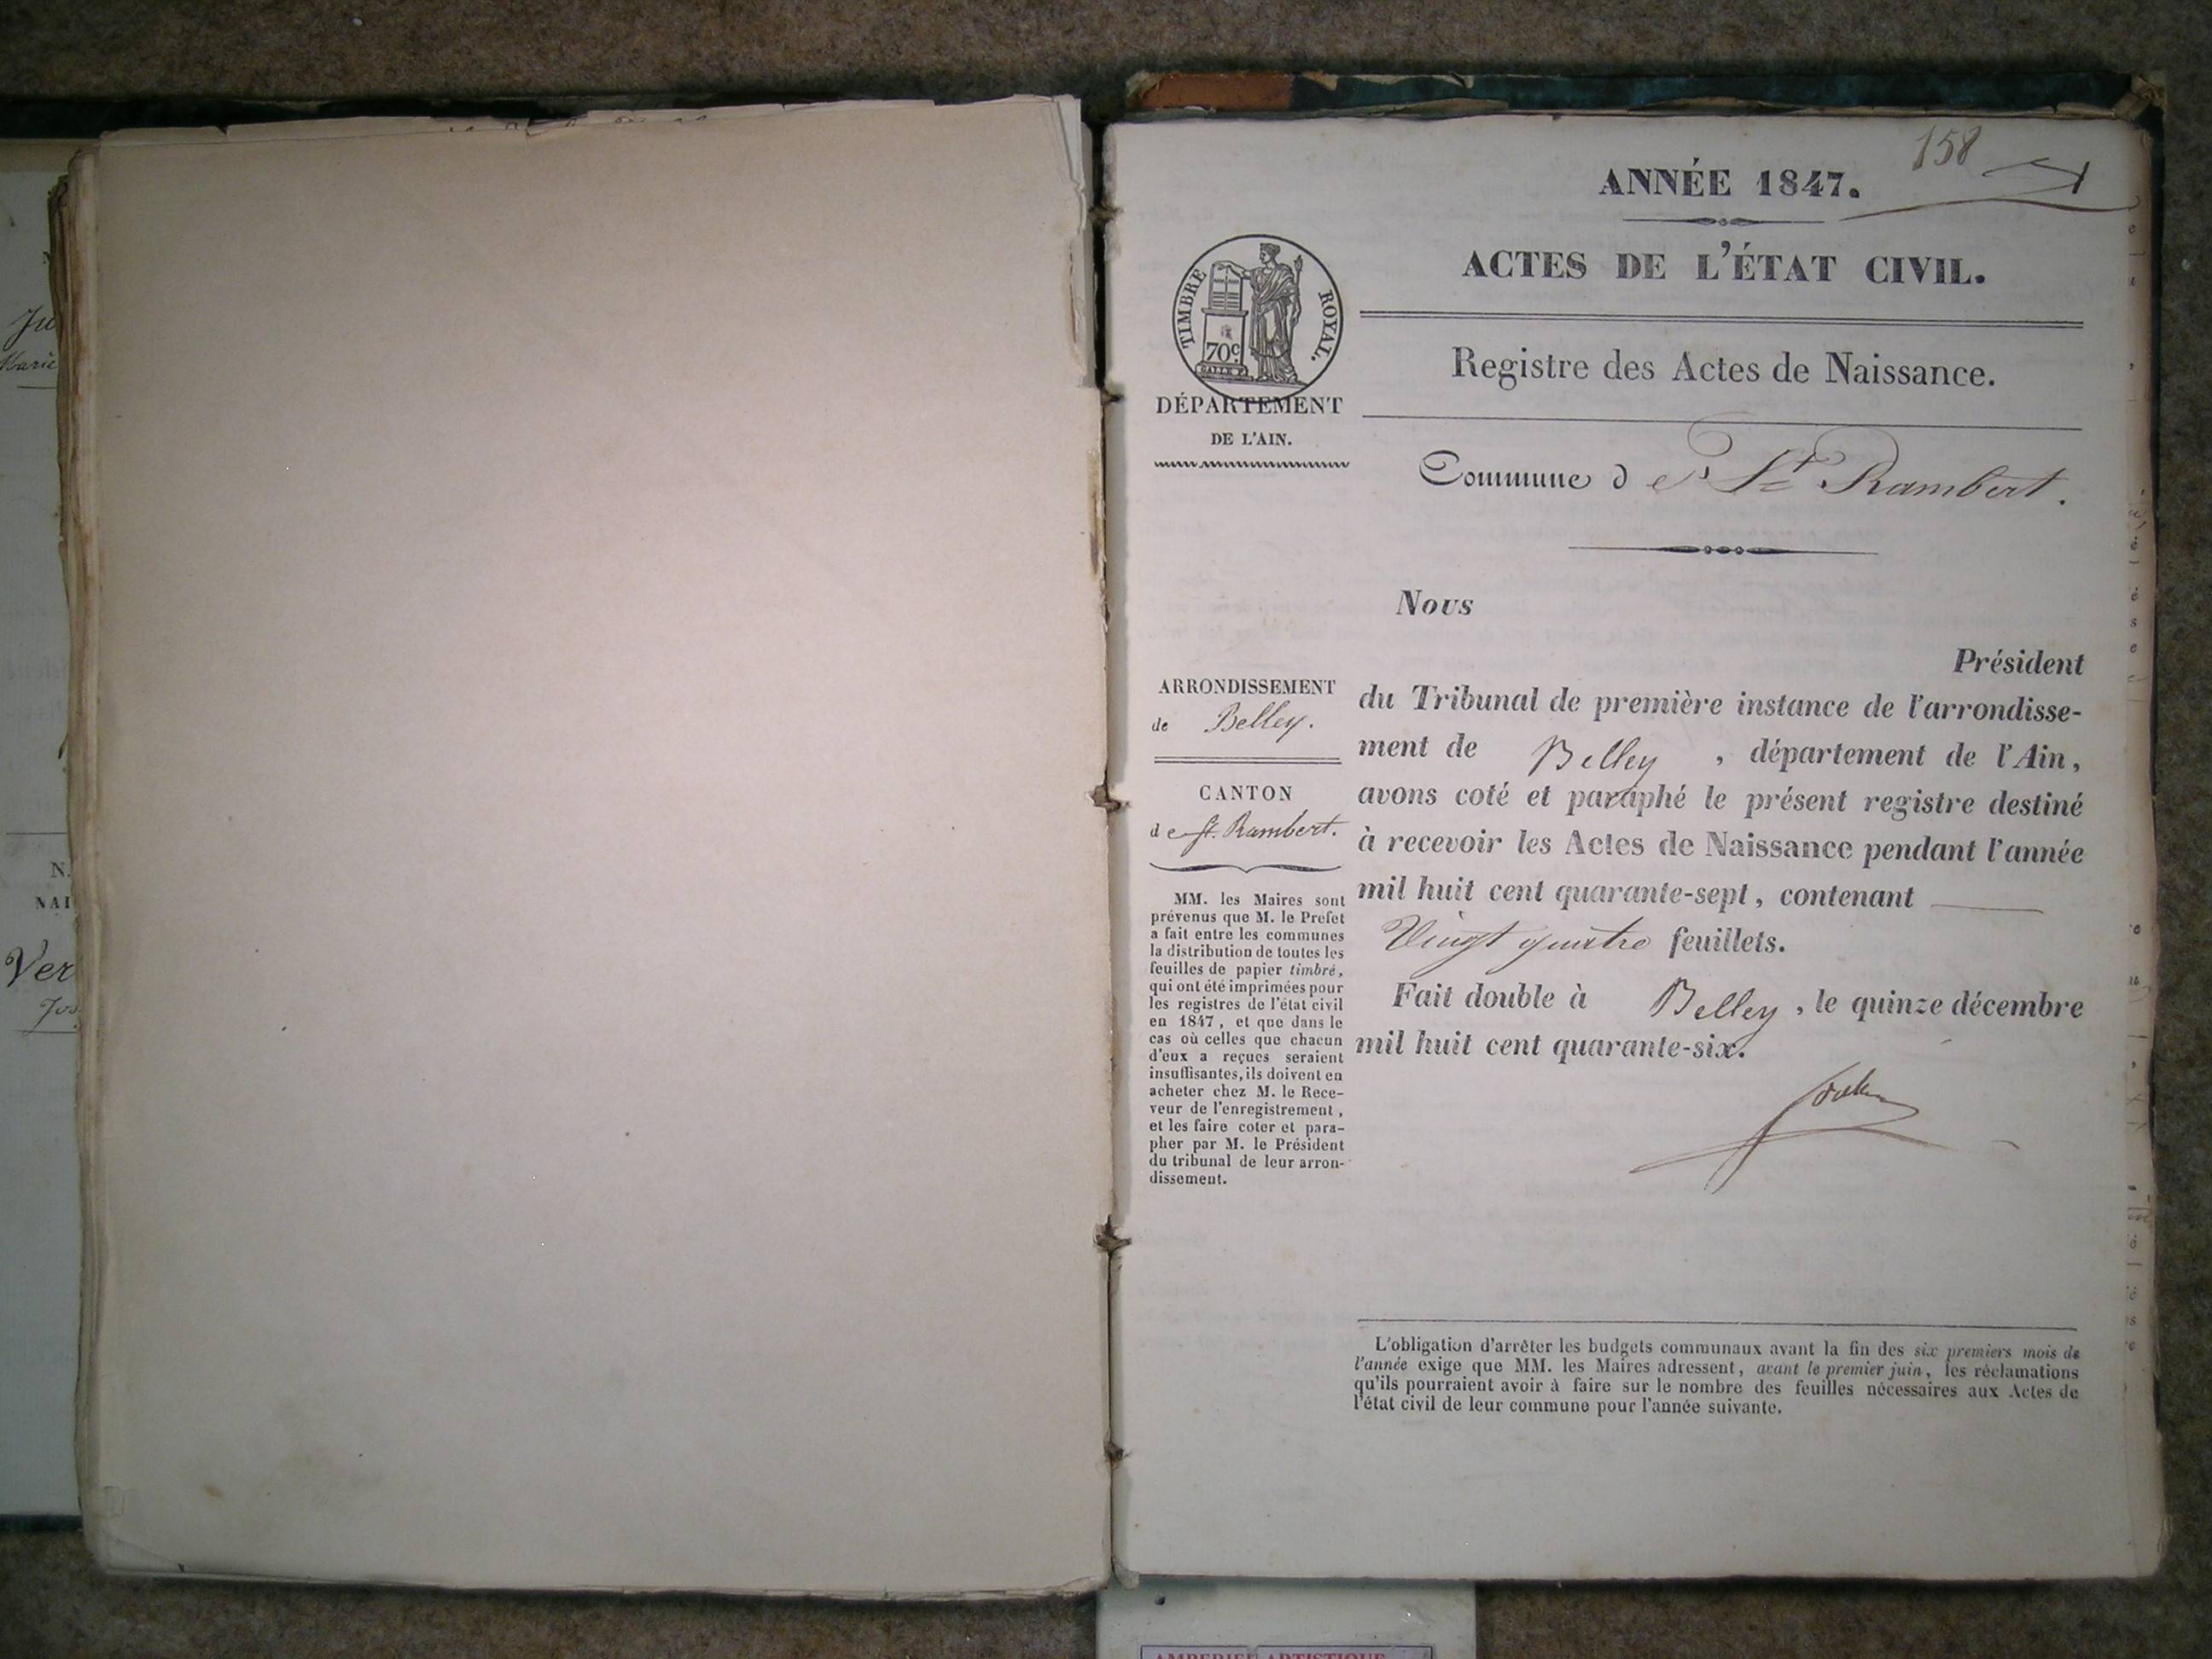 Ju
Marie
N.
NAI
Ver
Jos
158
ANNÉE 1847.
ACTES DE L'ÉTAT CIVIL.
TIMBRE ROYAL.
70c
DÉPARTEMENT
DE L'AIN.
Registre des Actes de Naissance.
Commune de St Rambert.
Nous
Président
du Tribunal de première instance de l'arrondisse-
ment de Belley, département de l'Ain,
avons coté et paraphé le présent registre destiné
à recevoir les Actes de Naissance pendant l'année
mil huit cent quarante-sept, contenant
Vingt quatre feuillets.
Fait double à Belley, le quinze décembre
mil huit cent quarante-six.
ARRONDISSEMENT
de Belley.
CANTON
de St. Rambert.
MM. les Maires sont
prévenus que M. le Préfet
a fait entre les communes
la distribution de toutes les
feuilles de papier timbré,
qui ont été imprimées pour
les registres de l'état civil
en 1847, et que dans le
cas où celles que chacun
d'eux a reçues seraient
insuffisantes, ils doivent en
acheter chez M. le Rece-
veur de l'enregistrement,
et les faire coter et para-
pher par M. le Président
du tribunal de leur arron-
dissement.
L'obligation d'arrêter les budgets communaux avant la fin des six premiers mois de
l'année exige que MM. les Maires adressent, avant le premier juin, les réclamations
qu'ils pourraient avoir à faire sur le nombre des feuilles nécessaires aux Actes de
l'état civil de leur commune pour l'année suivante.
AMBERIEU ARTISTIQUE